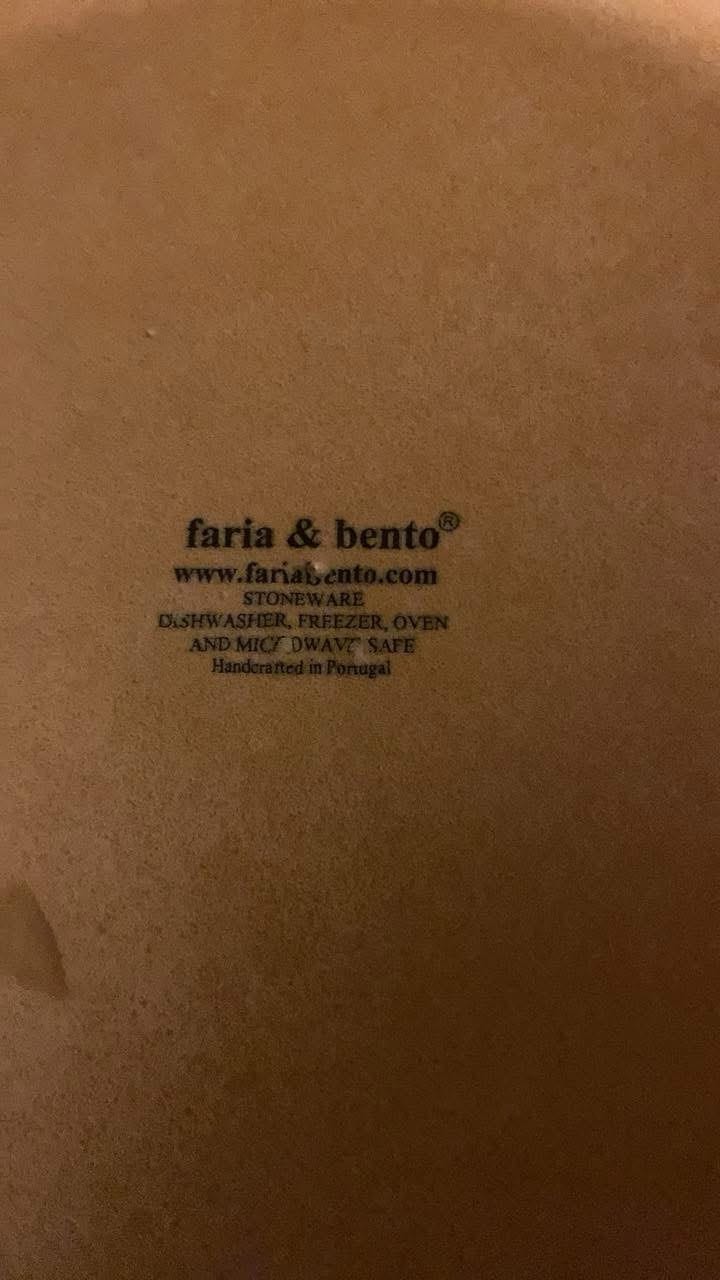 faria & bento®
www.fariabento.com
STONEWARE
DISHWASHER, FREEZER, OVEN
AND MICROWAVE SAFE
Handcrafted in Portugal